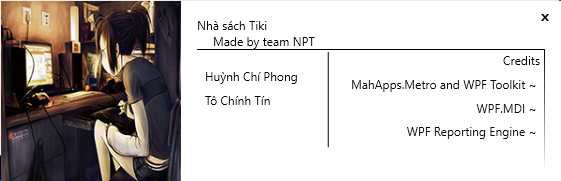 x
Nhà sách Tiki
Made by team NPT
Huỳnh Chí Phong
Tô Chính Tín
Credits
MahApps.Metro and WPF Toolkit ~
WPF.MDI ~
WPF Reporting Engine ~